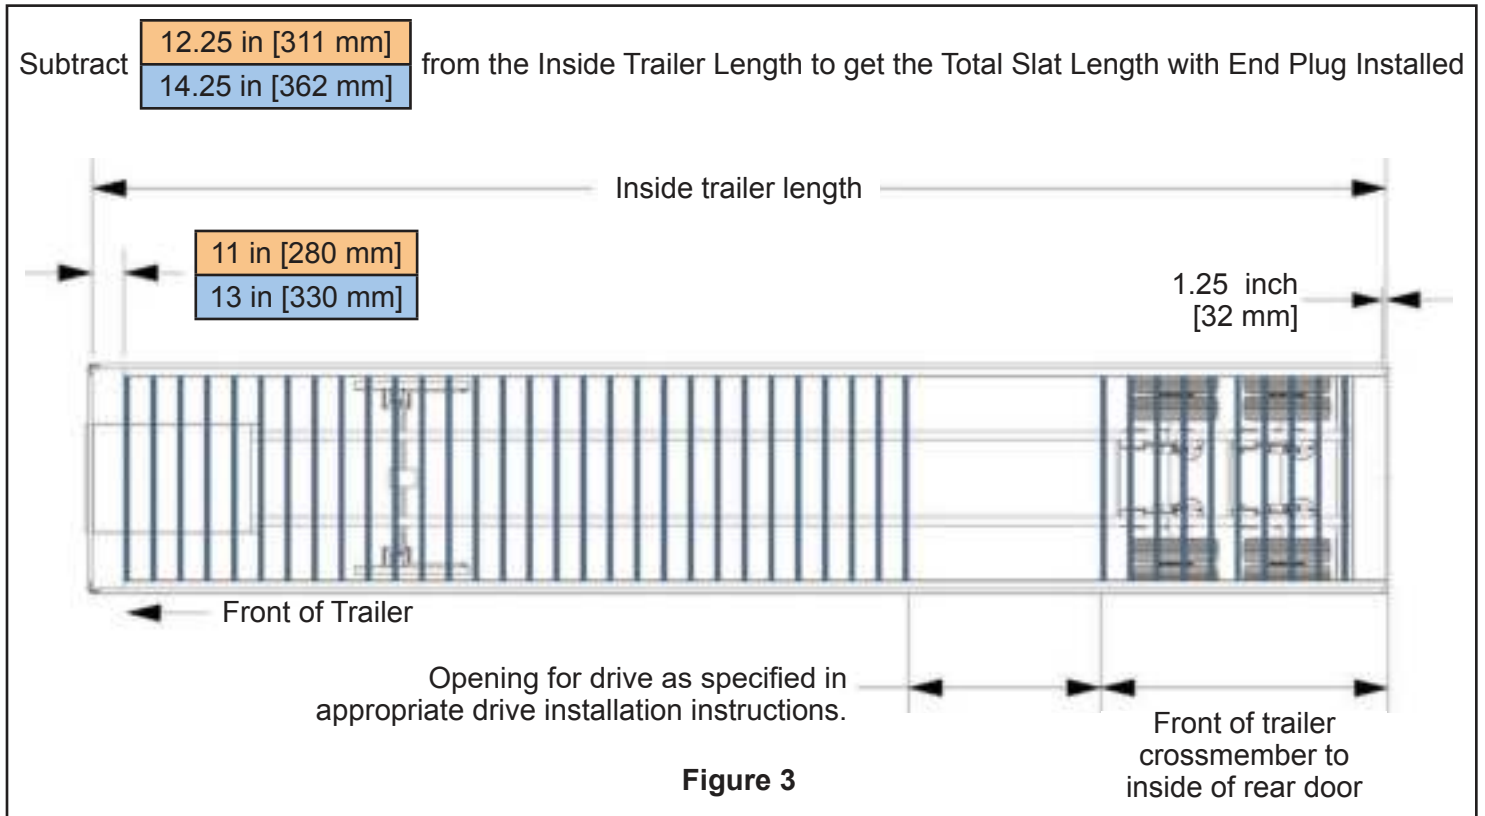 Subtract 12.25 in [311 mm] from the Inside Trailer Length to get the Total Slat Length with End Plug Installed
14.25 in [362 mm]
Inside trailer length
11 in [280 mm]
13 in [330 mm]
1.25 inch
[32 mm]
Front of Trailer
Opening for drive as specified in
appropriate drive installation instructions.
Front of trailer
crossmember to
inside of rear door
Figure 3